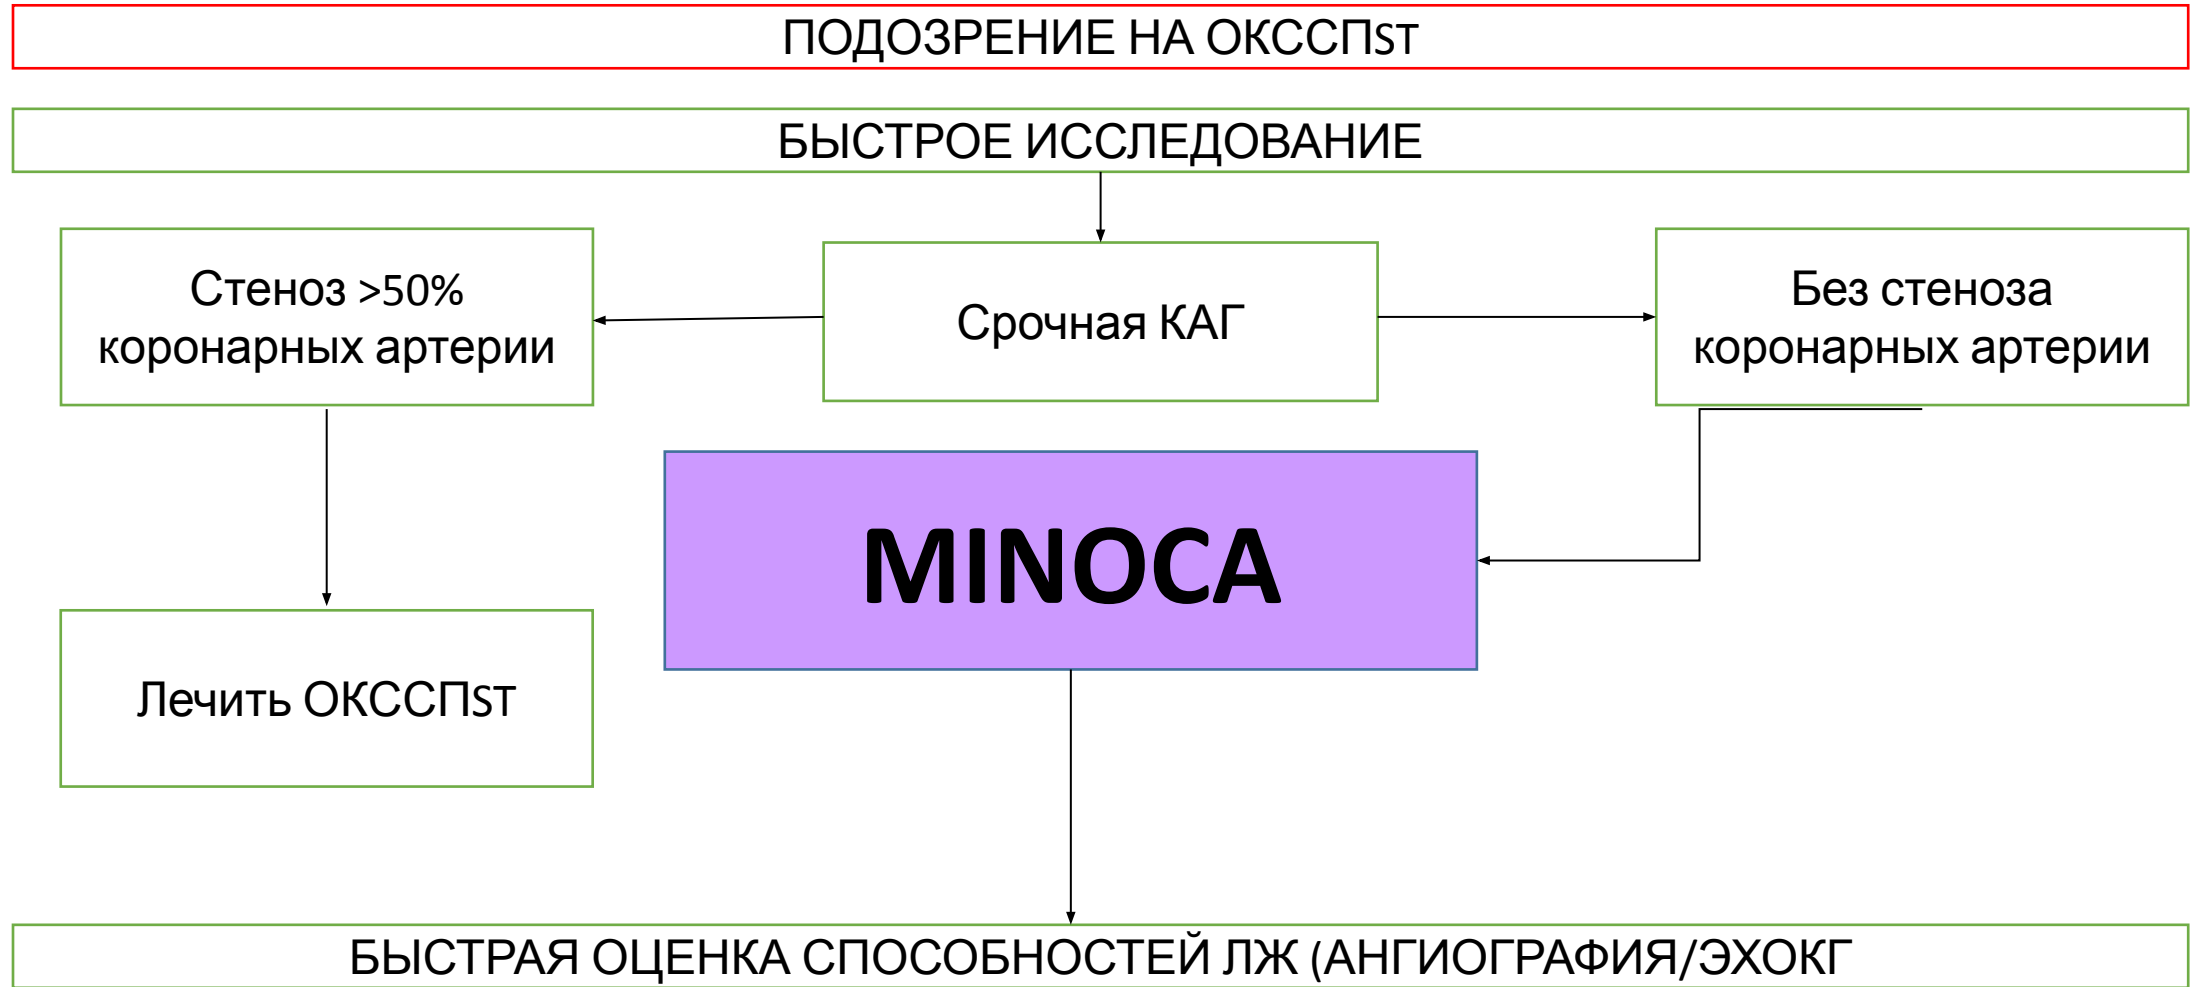 ПОДОЗРЕНИЕ НА ОКССПST
БЫСТРОЕ ИССЛЕДОВАНИЕ
Стеноз >50%
коронарных артерии
Срочная КАГ
Без стеноза
коронарных артерии
MINOCA
Лечить ОКССПST
БЫСТРАЯ ОЦЕНКА СПОСОБНОСТЕЙ ЛЖ (АНГИОГРАФИЯ/ЭХОКГ